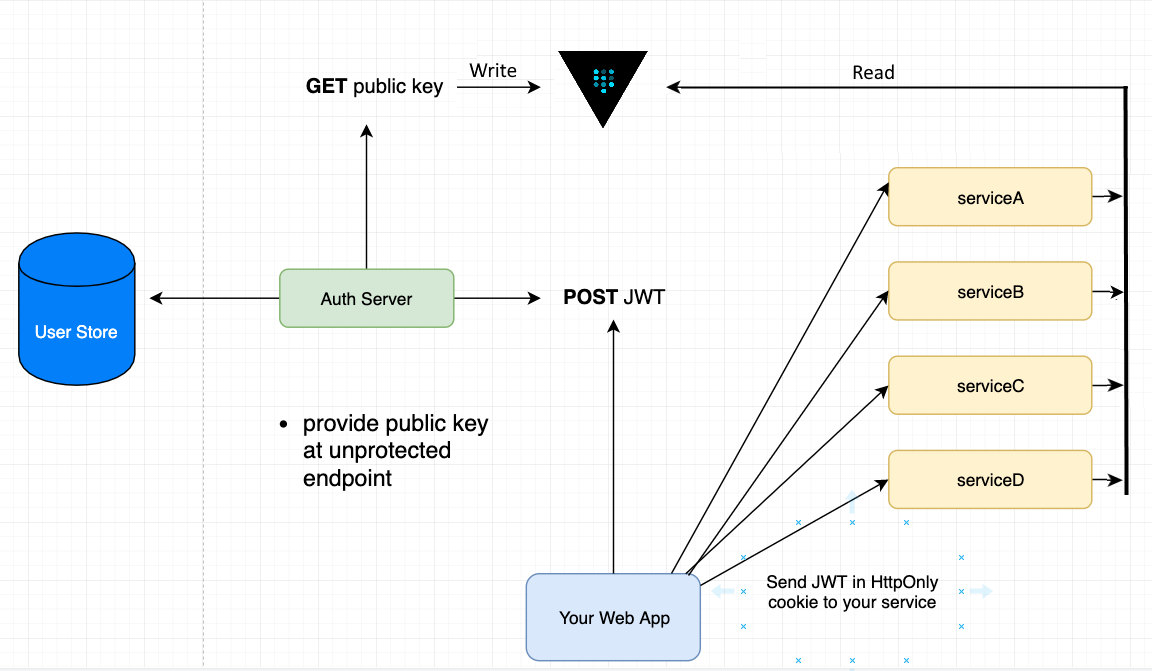 Write
Read
GET public key
serviceA
serviceB
User Store
Auth Server
POST JWT
serviceC
• provide public key
at unprotected
endpoint
serviceD
Send JWT in HttpOnly
cookie to your service
Your Web App